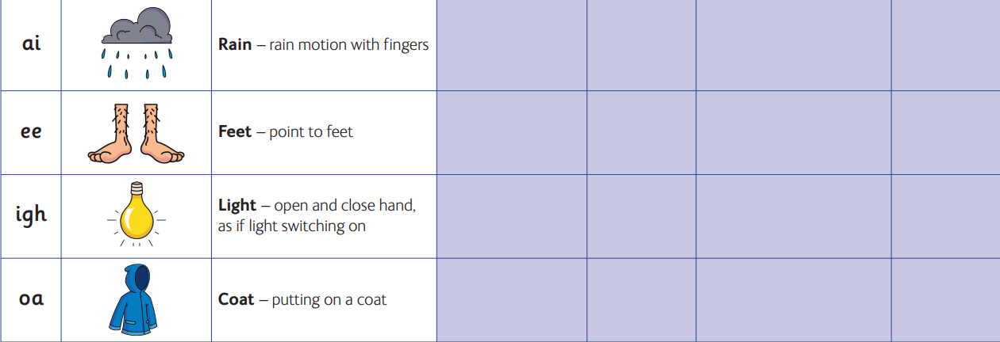 ai
Rain – rain motion with fingers
ee
Feet – point to feet
igh
Light – open and close hand,
as if light switching on
oa
Coat – putting on a coat